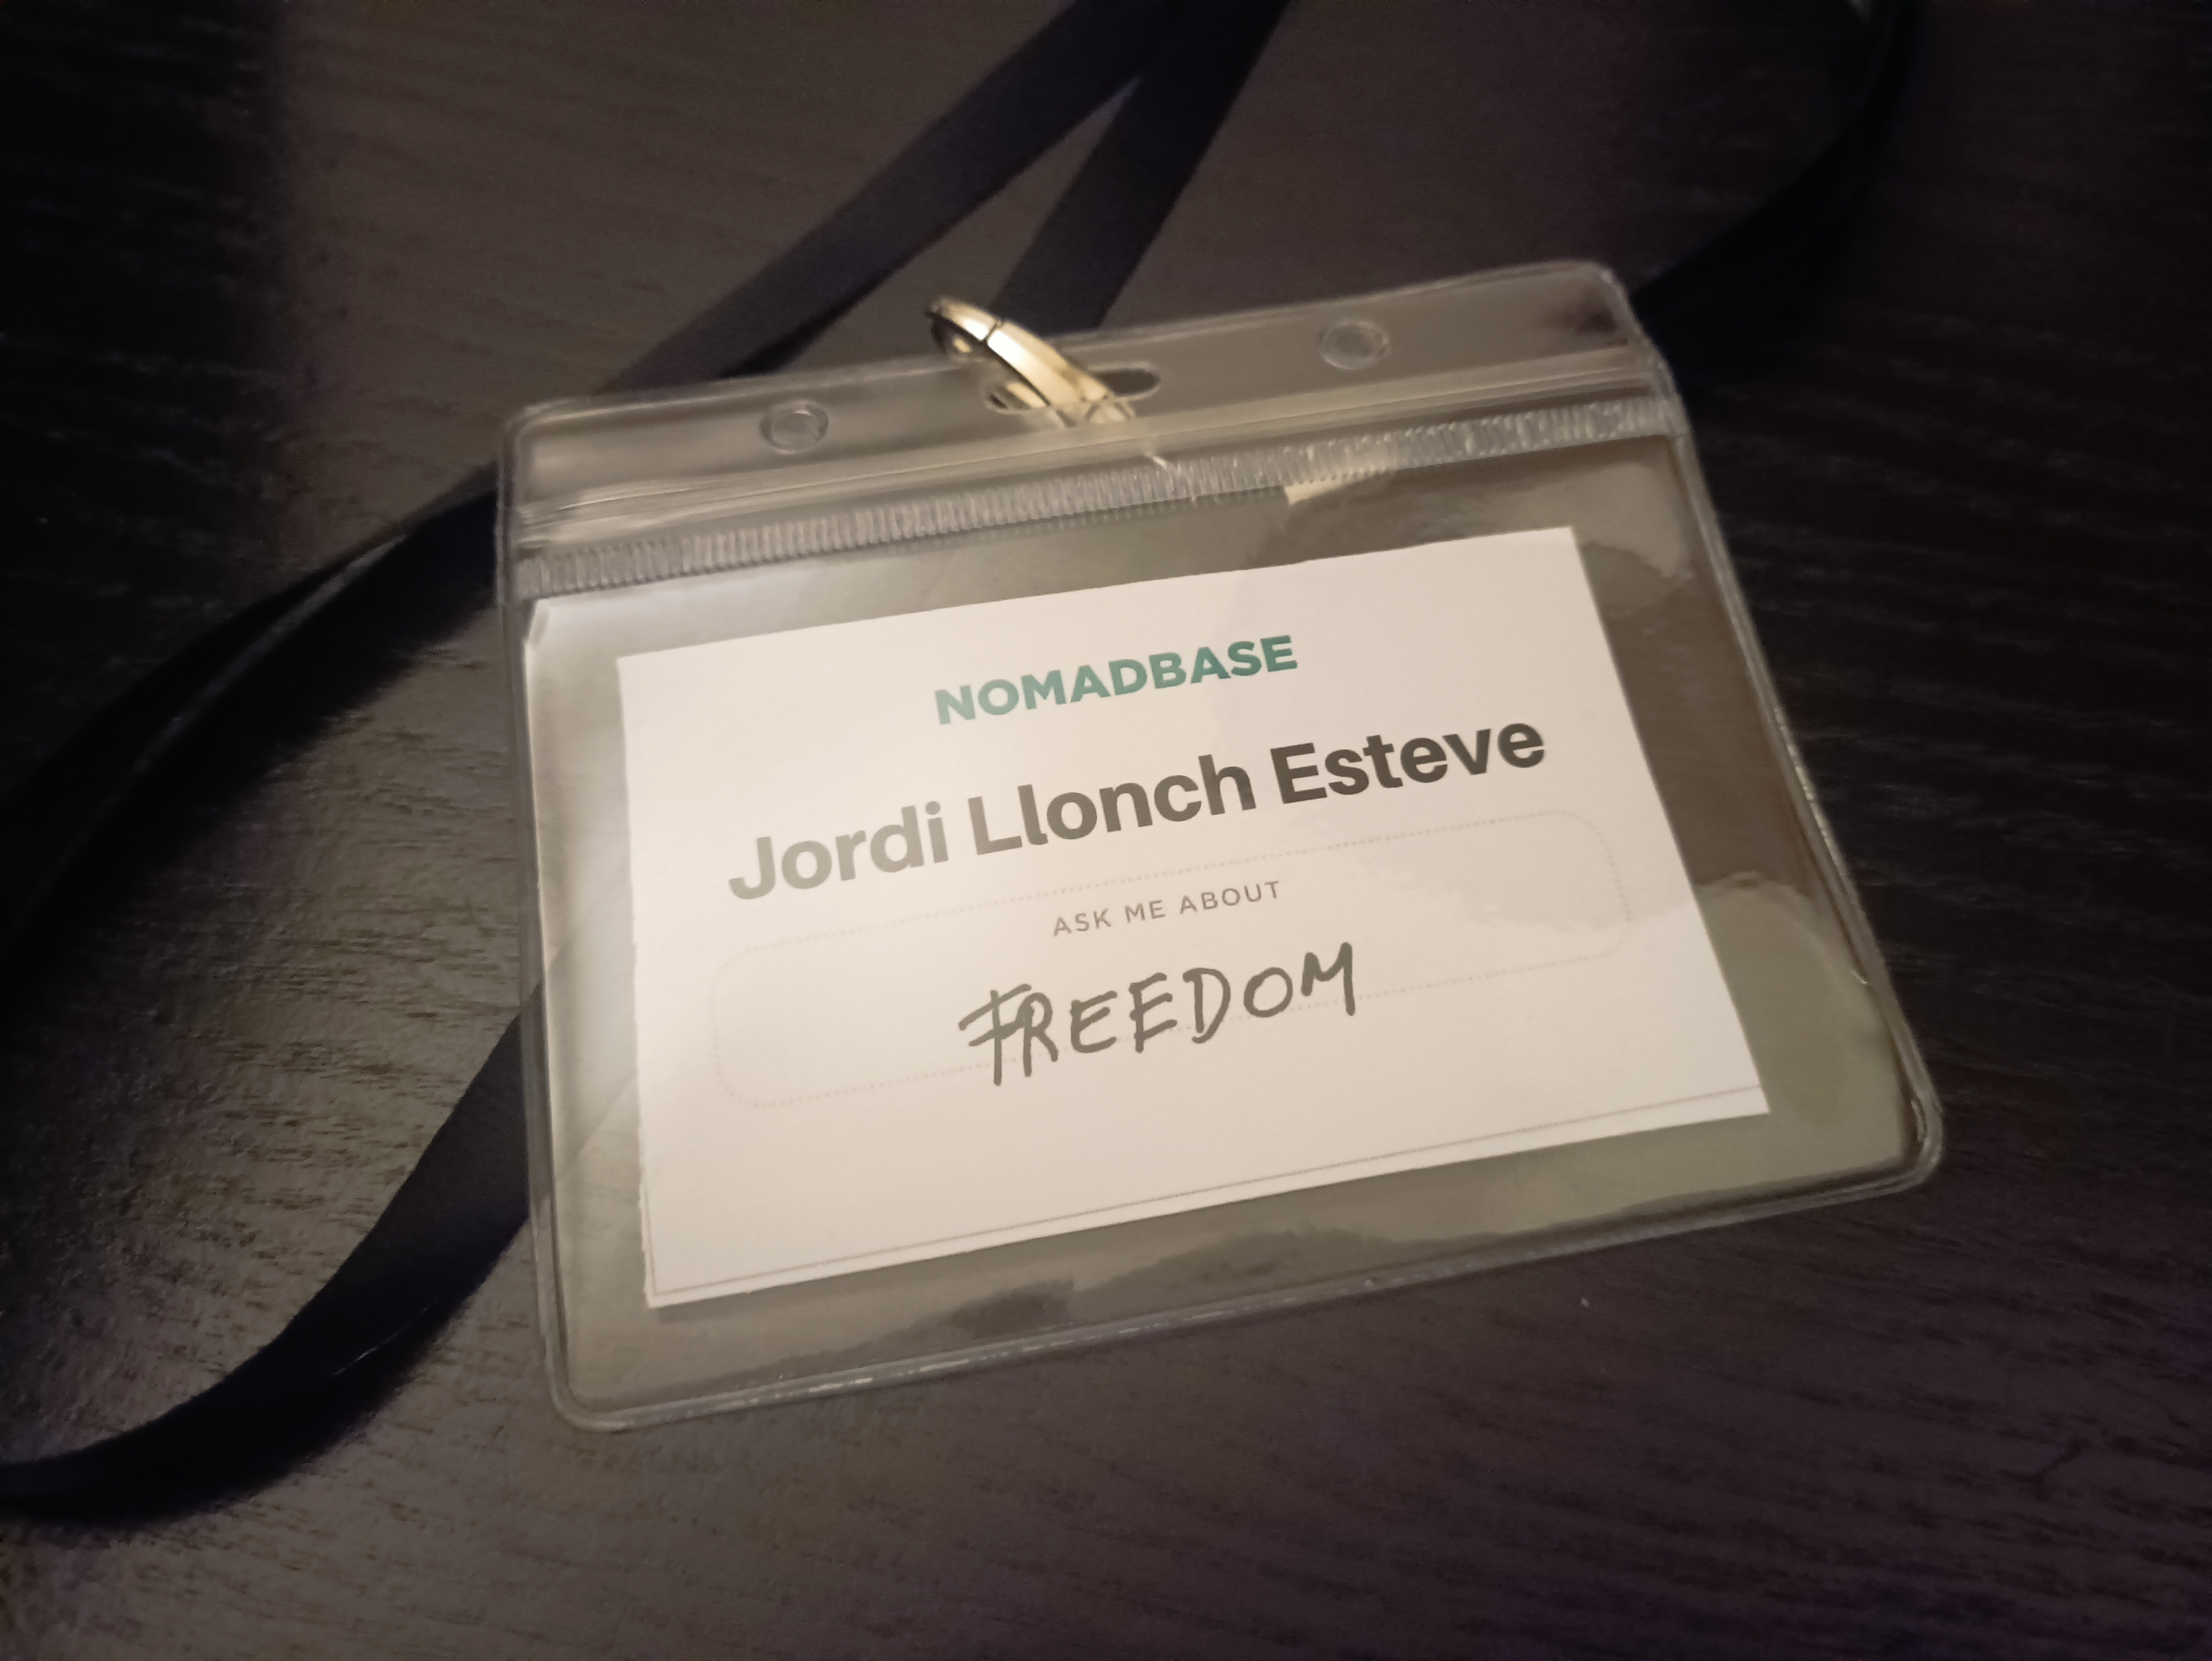 NOMADBASE
Jordi Llonch Esteve
ASK ME ABOUT
FREEDOM